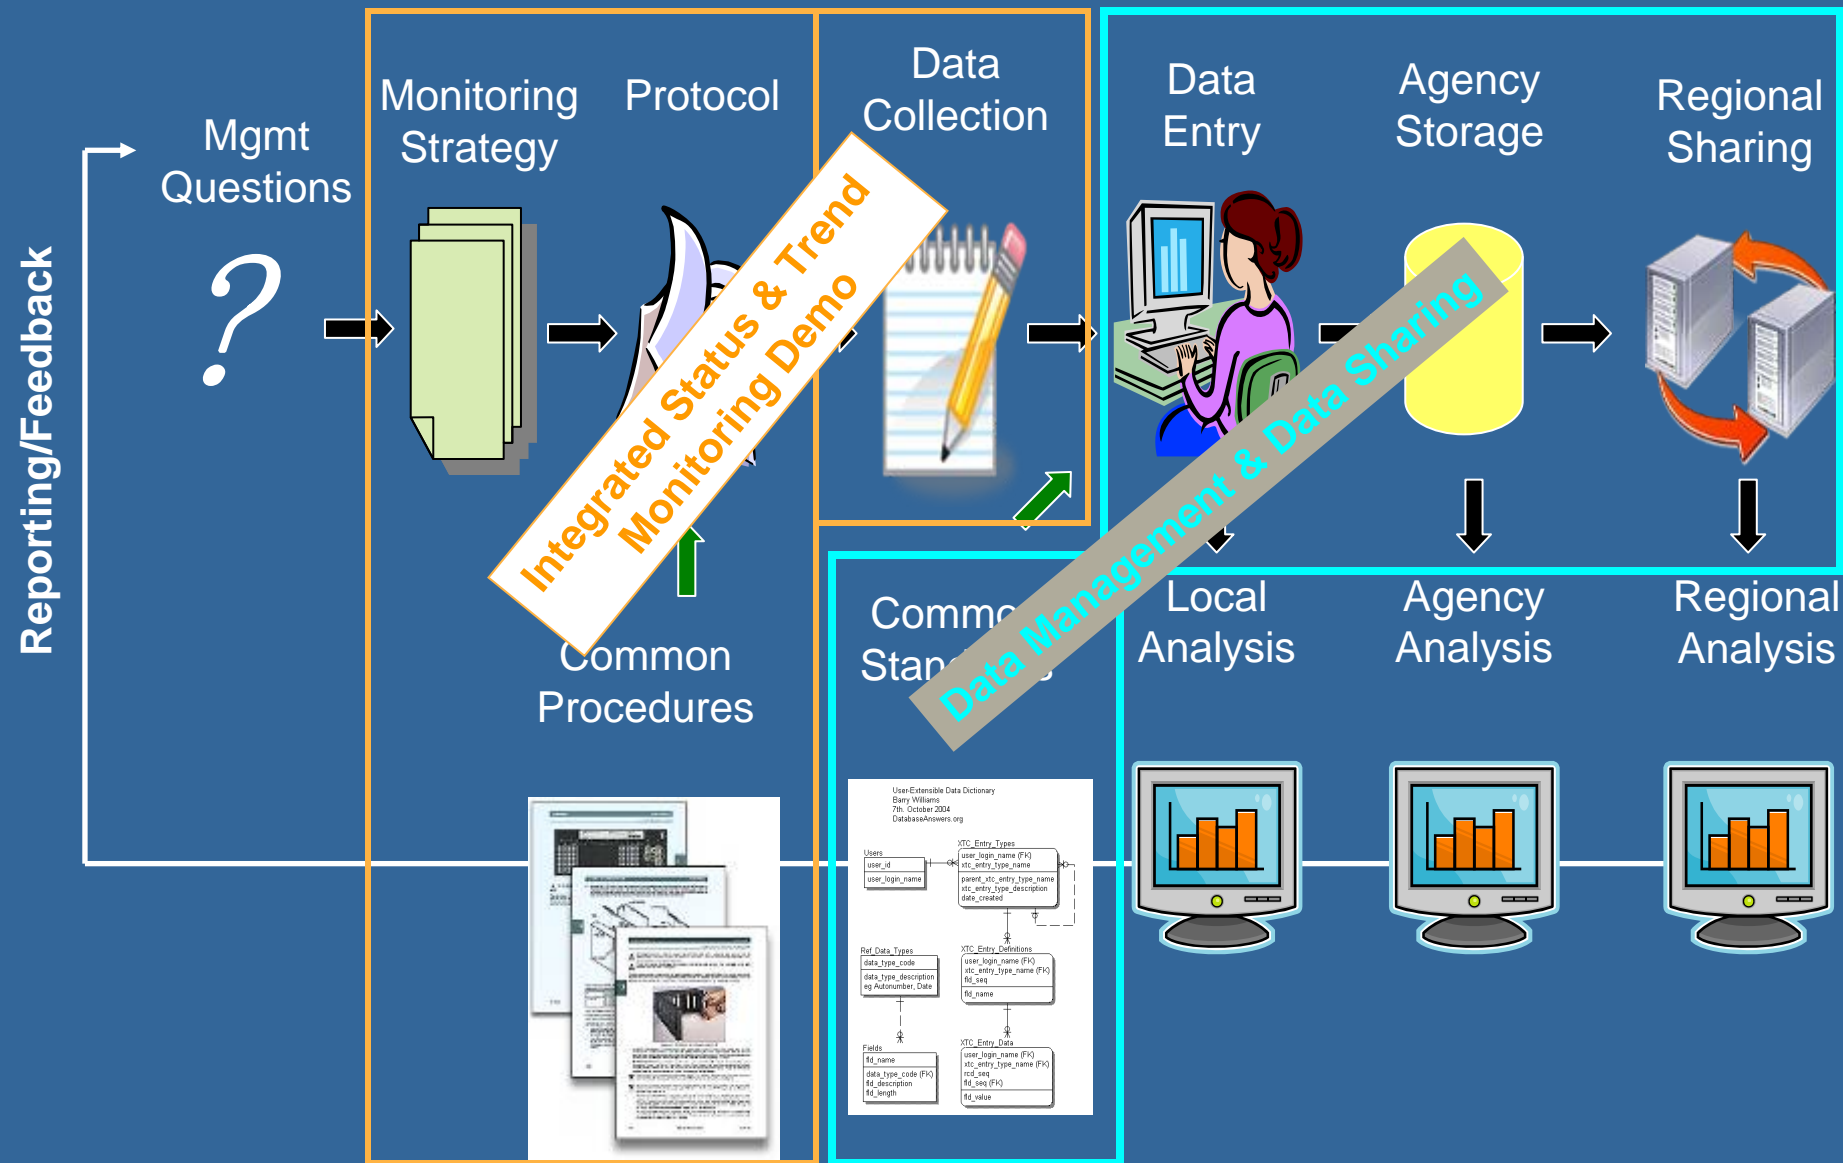 Reporting/Feedback
Mgmt
Questions
?
Monitoring
Strategy
Protocol
Data
Collection
Data
Entry
Agency
Storage
Regional
Sharing
Integrated Status & Trend
Monitoring Demo
Data Management & Data Sharing
Common
Procedures
Local
Analysis
Agency
Analysis
Regional
Analysis
User-Extensible Data Dictionary
Barry Williams
7th. October 2004
DatabaseAnswers.org
Users
user_id
user_login_name
XTC_Entry_Types
user_login_name (FK)
xtc_entry_type_name
parent_xtc_entry_type_name
xtc_entry_type_description
date_created
Ref_Data_Types
data_type_code
data_type_description
eg Autonumber, Date
XTC_Entry_Definitions
user_login_name (FK)
xtc_entry_type_name (FK)
fld_seq
fld_name
Fields
fld_name
data_type_code (FK)
fld_description
fld_length
XTC_Entry_Data
user_login_name (FK)
xtc_entry_type_name (FK)
rcd_seq
fld_seq (FK)
fld_value